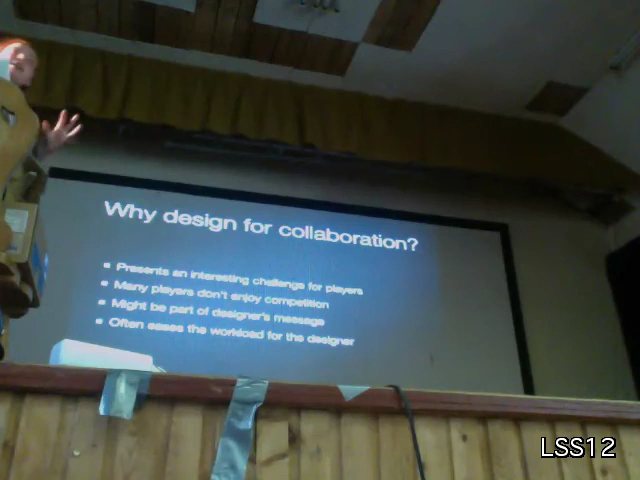 Why design for collaboration?
Presents an interesting challenge for players
Many players don't enjoy competition
Might be part of designer's message
Often eases the workload for the designer
LSS12